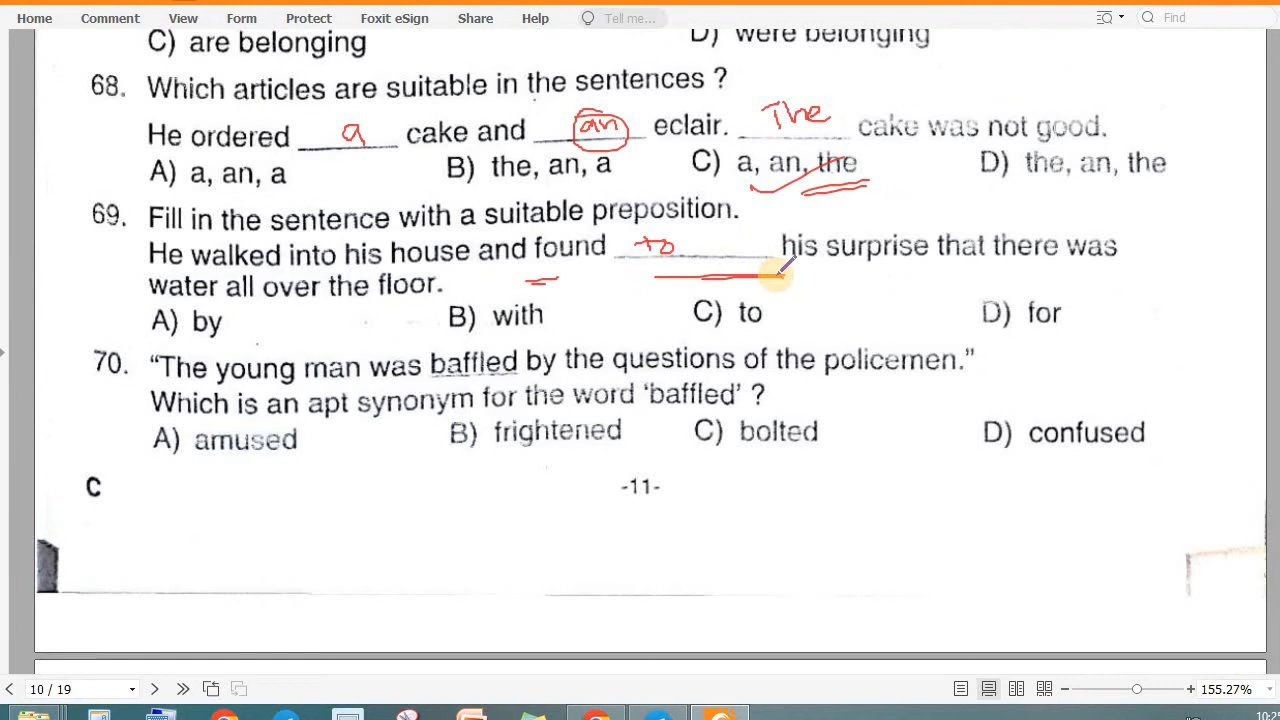 Home Comment View Form Protect Foxit eSign Share Help Tell me... Find
C) are belonging D) were belonging
68. Which articles are suitable in the sentences ?
He ordered a cake and an eclair. The cake was not good.
A) a, an, a B) the, an, a C) a, an, the D) the, an, the
69. Fill in the sentence with a suitable preposition.
He walked into his house and found to his surprise that there was
water all over the floor.
A) by B) with C) to D) for
70. “The young man was baffled by the questions of the policemen.”
Which is an apt synonym for the word ‘baffled’ ?
A) amused B) frightened C) bolted D) confused
C -11-
10 / 19 155.27%